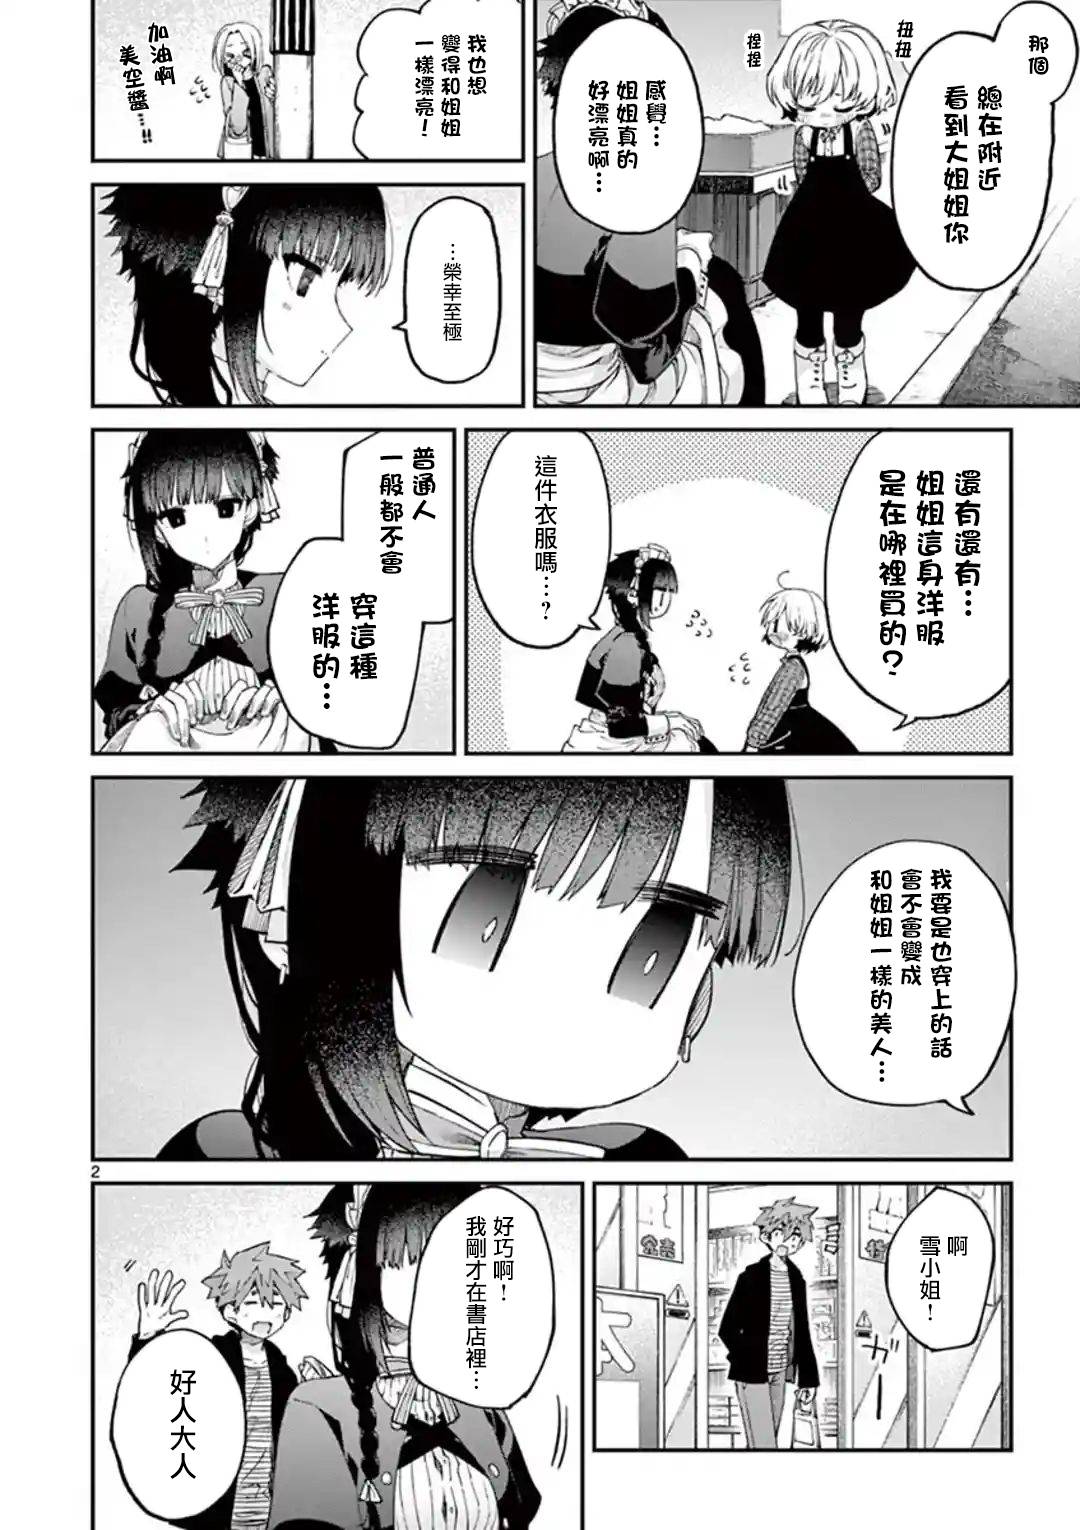 那個
總在附近
看到大姐姐你
扭扭
捏捏
感覺…
姐姐真的
好漂亮啊…
我也想
變得和姐姐
一樣漂亮！
加油啊
美空醬…!!
…榮幸至極
還有還有…
姐姐這身洋服
是在哪裡買的？
這件衣服嗎…?
普通人
一般都不會
穿這種
洋服的…
我要是也穿上的話
會不會變成
和姐姐一樣的美人…
2
啊
雪小姐！
本
好巧啊！
我剛才在書店裡…
好人大人